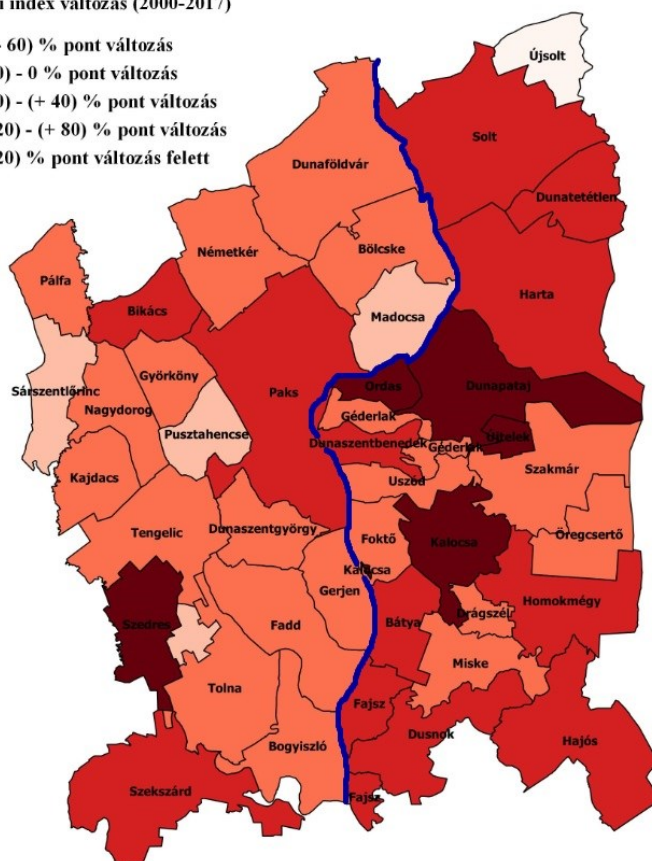 i index változás (2000-2017)
60) % pont változás
0) - 0 % pont változás
0) - (+ 40) % pont változás
20) - (+ 80) % pont változás
20) % pont változás felett
Újsolt
Solt
Dunaföldvár
Dunatetétlen
Németkér
Bölcske
Pálfa
Harta
Bikács
Madocsa
Györköny
Sárszentlőrinc
Ordas
Dunapataj
Paks
Nagydorog
Géderlak
Pusztahencse
Dunaszentbenedek
Újtelek
Géderlak
Szakmár
Kajdacs
Uszód
Tengelic
Dunaszentgyörgy
Foktő
Kalocsa
Öregcsertő
Kalocsa
Gerjen
Homokmégy
Drágszél
Szedres
Fadd
Bátya
Miske
Tolna
Fajsz
Bogyiszló
Dusnok
Hajós
Szekszárd
Fajsz